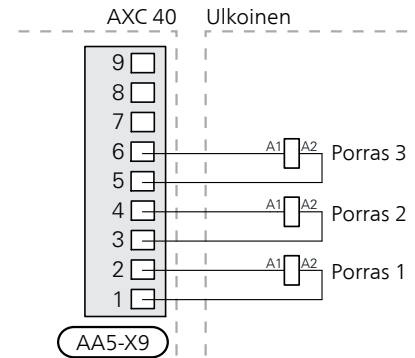 AXC 40 Ulkoinen
9
8
7
6 A1 A2 Porras 3
5
4 A1 A2 Porras 2
3
2 A1 A2 Porras 1
1
AA5-X9